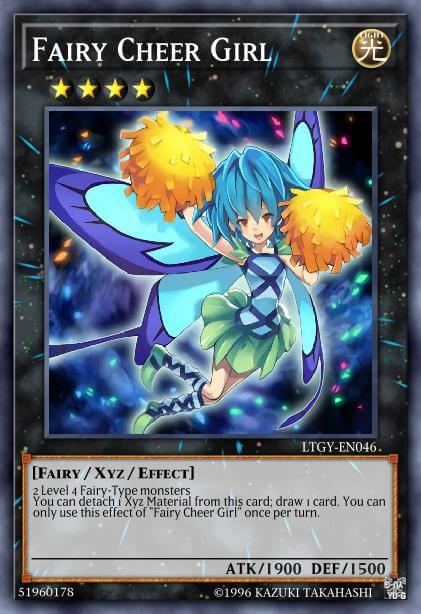 FAIRY CHEER GIRL
LIGHT
光
LTGY-EN046
[FAIRY / XYZ / EFFECT]
2 Level 4 Fairy-Type monsters
You can detach 1 Xyz Material from this card; draw 1 card. You can
only use this effect of "Fairy Cheer Girl" once per turn.
ATK/1900 DEF/1500
51960178
©1996 KAZUKI TAKAHASHI